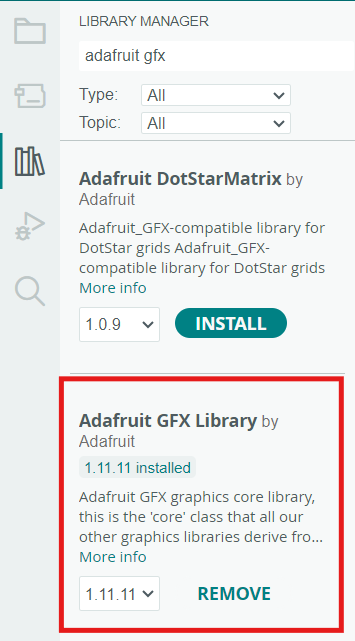 LIBRARY MANAGER
adafruit gfx
Type: All
Topic: All
Adafruit DotStarMatrix by
Adafruit
Adafruit_GFX-compatible library for
DotStar grids Adafruit_GFX-
compatible library for DotStar grids
More info
1.0.9 INSTALL
Adafruit GFX Library by
Adafruit
1.11.11 installed
Adafruit GFX graphics core library,
this is the 'core' class that all our
other graphics libraries derive fro...
More info
1.11.11 REMOVE